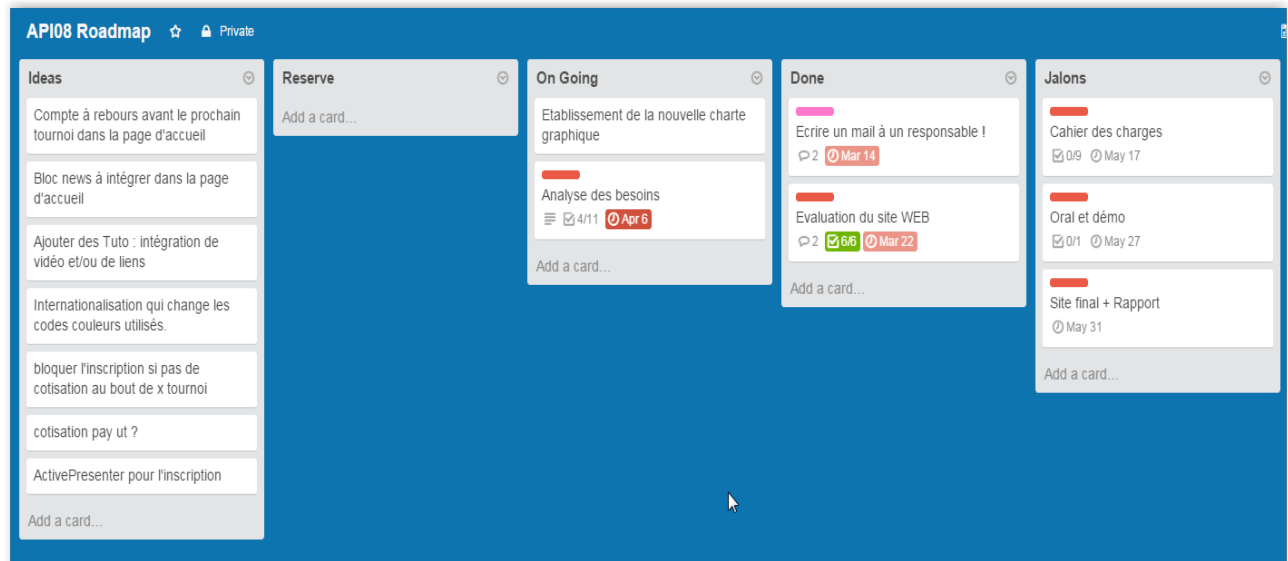 API08 Roadmap
Private
Ideas
Compte à rebours avant le prochain
tournoi dans la page d'accueil
Bloc news à intégrer dans la page
d'accueil
Ajouter des Tuto : intégration de
vidéo et/ou de liens
Internationalisation qui change les
codes couleurs utilisés.
bloquer l'inscription si pas de
cotisation au bout de x tournoi
cotisation pay ut ?
ActivePresenter pour l'inscription
Add a card...
Reserve
Add a card...
On Going
Etablissement de la nouvelle charte
graphique
Analyse des besoins
4/11 Apr 6
Add a card...
Done
Ecrire un mail à un responsable !
2 Mar 14
Evaluation du site WEB
2 6/6 Mar 22
Add a card...
Jalons
Cahier des charges
0/9 May 17
Oral et démo
0/1 May 27
Site final + Rapport
May 31
Add a card...